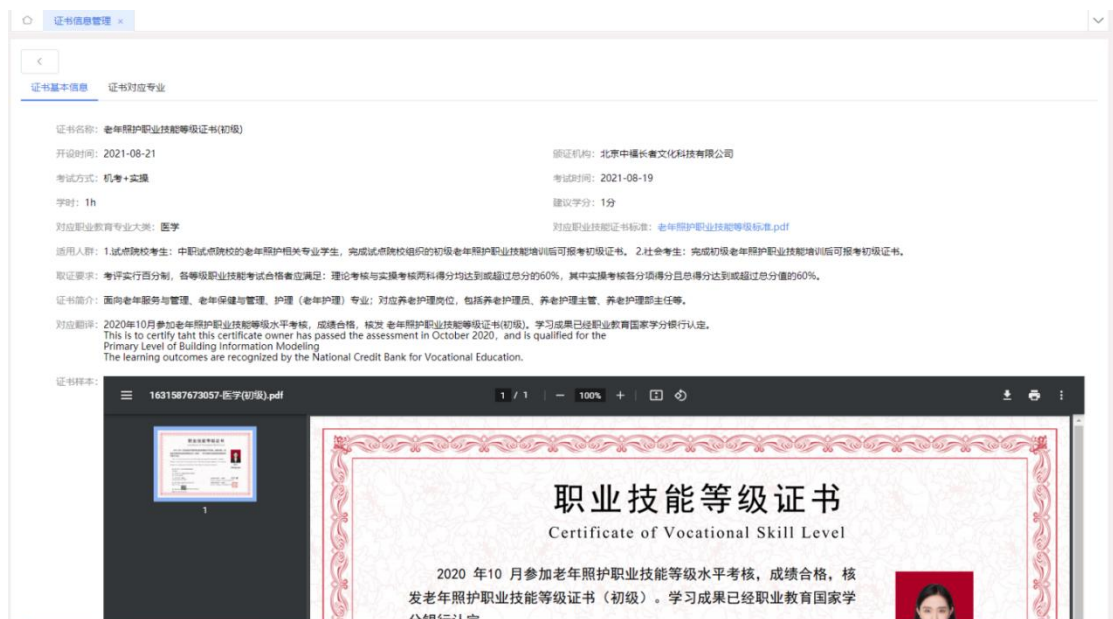 证书信息管理 ×
证书基本信息 证书对应专业
证书名称: 老年照护职业技能等级证书(初级)
开设时间: 2021-08-21 颁证机构: 北京中福长者文化科技有限公司
考试方式: 机考+实操 考试时间: 2021-08-19
学时: 1h 建议学分: 1分
对应职业教育专业大类: 医学 对应职业技能证书标准: 老年照护职业技能等级标准.pdf
适用人群: 1.试点院校考生：中职试点院校的老年照护相关专业学生，完成试点院校组织的初级老年照护职业技能培训后可报考初级证书。 2.社会考生：完成初级老年照护职业技能培训后可报考初级证书。
取证要求: 考评实行百分制，各等级职业技能考试合格者应满足：理论考核与实操考核两科得分均达到或超过总分的60%，其中实操考核各分项得分且总得分达到或超过总分值的60%。
证书简介: 面向老年服务与管理、老年保健与管理、护理（老年护理）专业；对应养老护理岗位，包括养老护理员、养老护理主管、养老护理部主任等。
对应翻译: 2020年10月参加老年照护职业技能等级水平考核，成绩合格，核发 老年照护职业技能等级证书(初级)。学习成果已经职业教育国家学分银行认定。
This is to certify taht this certificate owner has passed the assessment in October 2020, and is qualified for the
Primary Level of Building Information Modeling
The learning outcomes are recognized by the National Credit Bank for Vocational Education.
证书样本:
1631587673057-医学(初级).pdf 1 / 1 100%
1
职业技能等级证书
Certificate of Vocational Skill Level
2020 年10 月参加老年照护职业技能等级水平考核，成绩合格，核
发老年照护职业技能等级证书（初级）。学习成果已经职业教育国家学
分银行认定